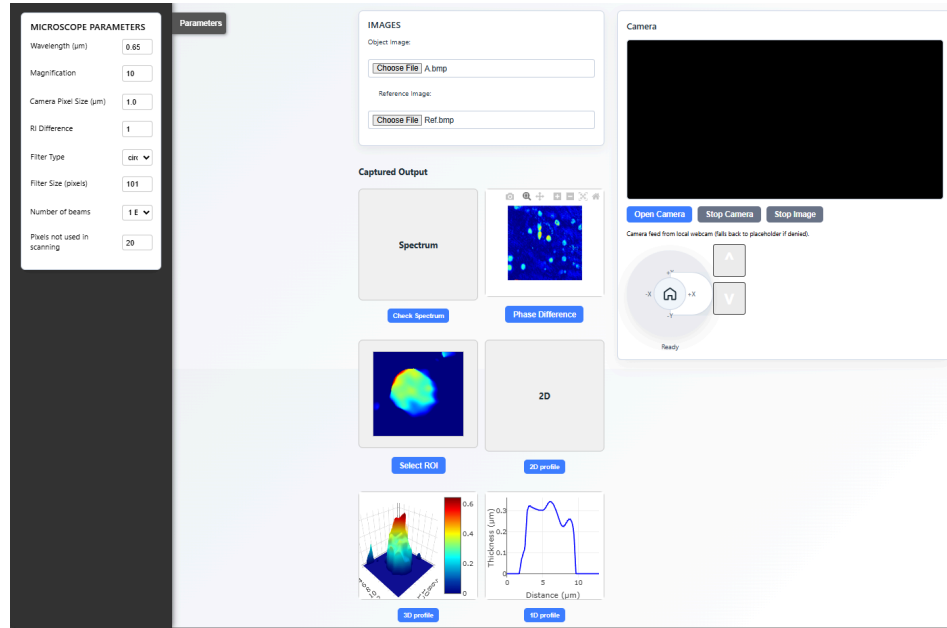 MICROSCOPE PARAMETERS
Wavelength (μm)
0.65
Magnification
10
Camera Pixel Size (μm)
1.0
RI Difference
1
Filter Type
circ
Filter Size (pixels)
101
Number of beams
1 E
Pixels not used in
scanning
20
Parameters
IMAGES
Object Image:
Choose File A.bmp
Reference Image:
Choose File Ref.bmp
Captured Output
Spectrum
Check Spectrum
Phase Difference
Select ROI
2D
2D profile
0.6
0.4
0.2
0
3D profile
Thickness (μm)
0.3
0.2
0.1
0
0 5 10
Distance (μm)
1D profile
Camera
Open Camera Stop Camera Stop Image
Camera feed from local webcam (falls back to placeholder if denied).
+Y
-X +X
-Y
^
V
Ready